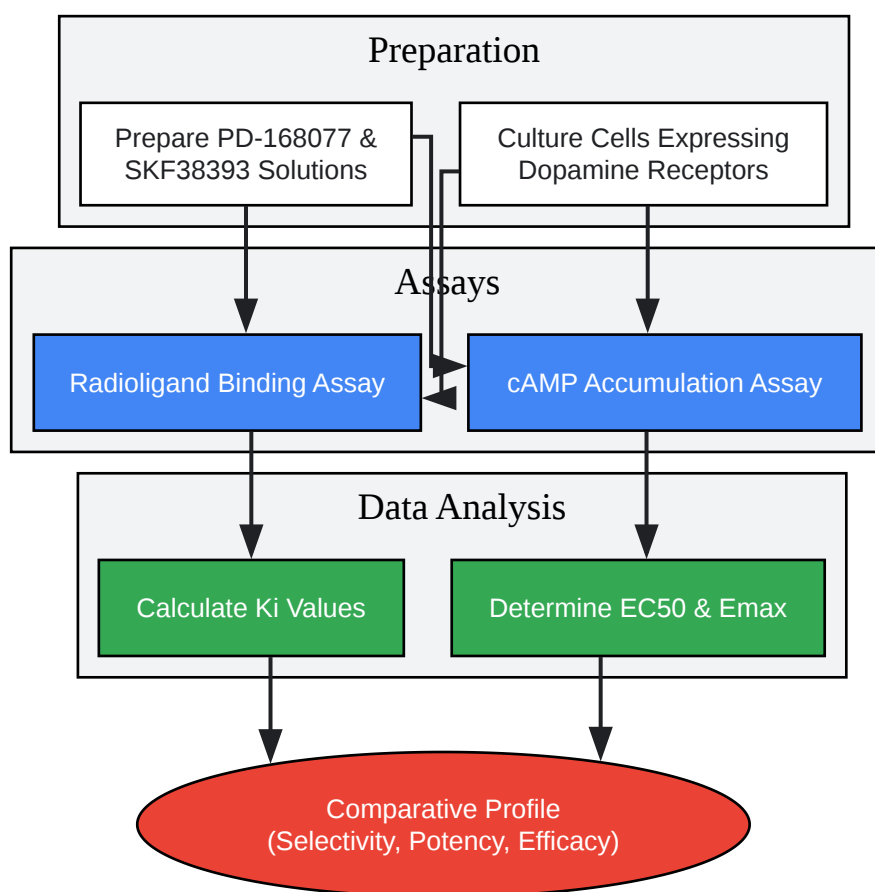 Preparation
Prepare PD-168077 &
SKF38393 Solutions
Culture Cells Expressing
Dopamine Receptors
Assays
Radioligand Binding Assay
cAMP Accumulation Assay
Data Analysis
Calculate Ki Values
Determine EC50 & Emax
Comparative Profile
(Selectivity, Potency, Efficacy)